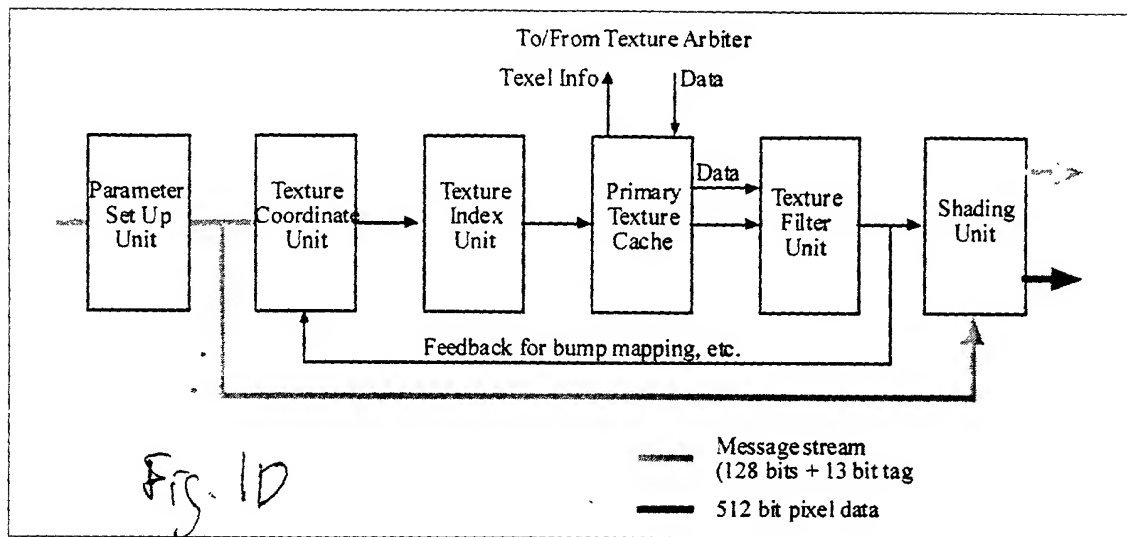 To/From Texture Arbiter
Texel Info
Data
Parameter
Set Up
Unit
Texture
Coordinate
Unit
Texture
Index
Unit
Primary
Texture
Cache
Data
Texture
Filter
Unit
Shading
Unit
Feedback for bump mapping, etc.
Message stream
(128 bits + 13 bit tag
512 bit pixel data
Fig. 1D